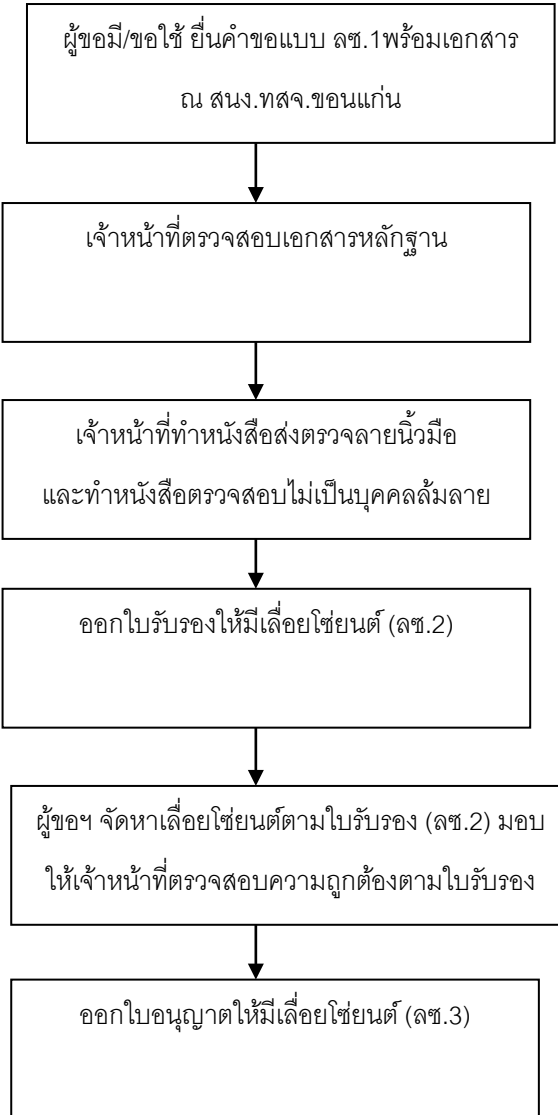 ผู้ขอมี/ขอใช้ ยื่นคำขอแบบ ลซ.1พร้อมเอกสาร
ณ สนง.ทสจ.ขอนแก่น
เจ้าหน้าที่ตรวจสอบเอกสารหลักฐาน
เจ้าหน้าที่ทำหนังสือส่งตรวจลายนิ้วมือ
และทำหนังสือตรวจสอบไม่เป็นบุคคลล้มลาย
ออกใบรับรองให้มีเลื่อยโซ่ยนต์ (ลซ.2)
ผู้ขอฯ จัดหาเลื่อยโซ่ยนต์ตามใบรับรอง (ลซ.2) มอบ
ให้เจ้าหน้าที่ตรวจสอบความถูกต้องตามใบรับรอง
ออกใบอนุญาตให้มีเลื่อยโซ่ยนต์ (ลซ.3)